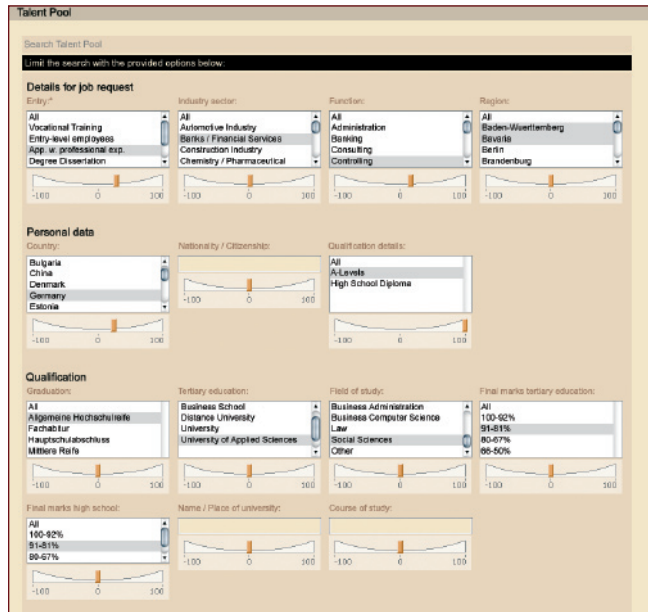 Talent Pool
Search Talent Pool
Limit the search with the provided options below:
Details for job request
Entry:*
All
Vocational Training
Entry-level employees
App. w. professional exp.
Degree Dissertation
-100 0 100
Industry sector:
All
Automotive Industry
Banks / Financial Services
Construction Industry
Chemistry / Pharmaceutical
-100 0 100
Function:
All
Administration
Banking
Consulting
Controlling
-100 0 100
Region:
All
Baden-Wuerttemberg
Bavaria
Berlin
Brandenburg
-100 0 100
Personal data
Country:
Bulgaria
China
Denmark
Germany
Estonia
-100 0 100
Nationality / Citizenship:
-100 0 100
Qualification details:
All
A-Levels
High School Diploma
-100 0 100
Qualification
Graduation:
All
Allgemeine Hochschulreife
Fachabitur
Hauptschulabschluss
Mittlere Reife
-100 0 100
Tertiary education:
Business School
Distance University
University
University of Applied Sciences
-100 0 100
Field of study:
Business Administration
Business Computer Science
Law
Social Sciences
Other
-100 0 100
Final marks tertiary education:
All
100-92%
91-81%
80-67%
66-50%
-100 0 100
Final marks high school:
All
100-92%
91-81%
80-67%
-100 0 100
Name / Place of university:
-100 0 100
Course of study:
-100 0 100